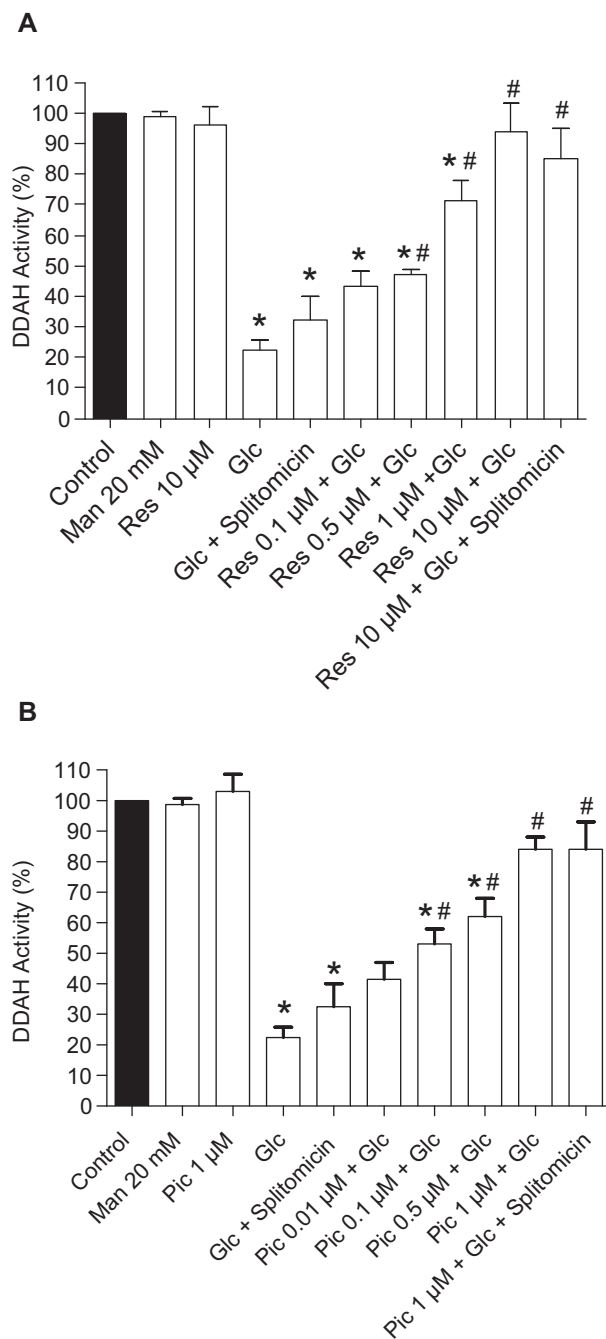 A
110
100
90
80
70
60
50
40
30
20
10
0
DDAH Activity (%)
*
*
*
* #
* #
#
#
Control
Man 20 mM
Res 10 µM
Glc
Glc + Splitomicin
Res 0.1 µM + Glc
Res 0.5 µM + Glc
Res 1 µM +Glc
Res 10 µM + Glc
Res 10 µM + Glc + Splitomicin
B
110
100
90
80
70
60
50
40
30
20
10
0
DDAH Activity (%)
*
*
* #
* #
#
#
Control
Man 20 mM
Pic 1 µM
Glc
Glc + Splitomicin
Pic 0.01 µM + Glc
Pic 0.1 µM + Glc
Pic 0.5 µM + Glc
Pic 1 µM + Glc
Pic 1 µM + Glc + Splitomicin